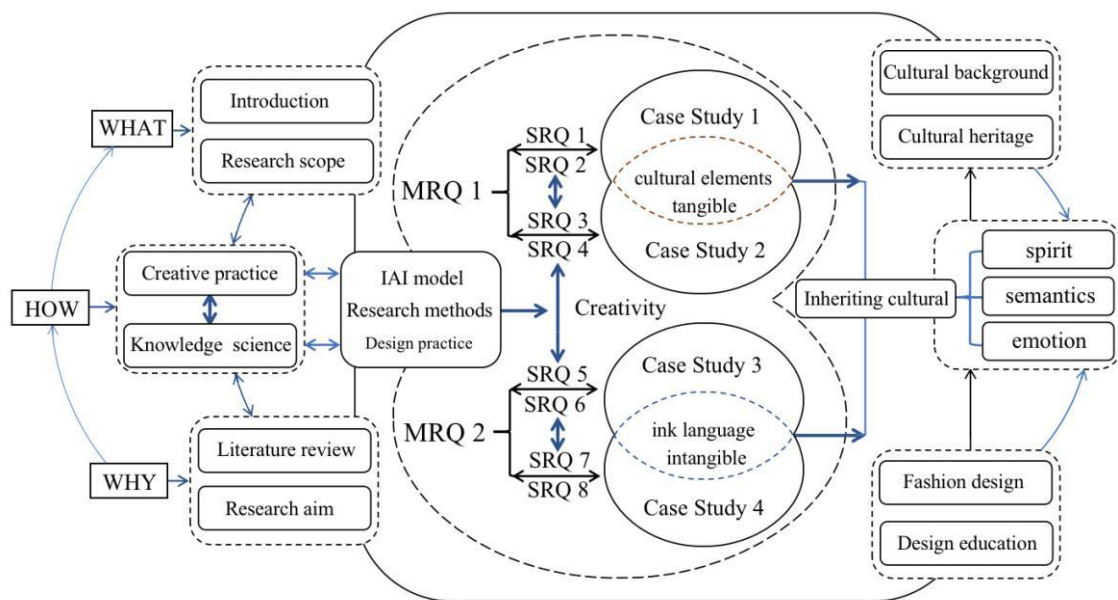 WHAT
Introduction
Research scope
HOW
Creative practice
Knowledge science
WHY
Literature review
Research aim
IAI model
Research methods
Design practice
MRQ 1
SRQ 1
SRQ 2
SRQ 3
SRQ 4
Case Study 1
cultural elements
tangible
Case Study 2
Creativity
MRQ 2
SRQ 5
SRQ 6
SRQ 7
SRQ 8
Case Study 3
ink language
intangible
Case Study 4
Cultural background
Cultural heritage
Inheriting cultural
spirit
semantics
emotion
Fashion design
Design education